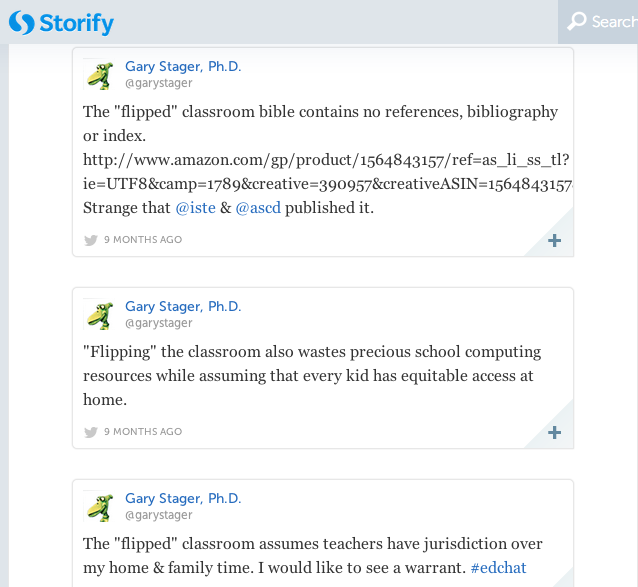 Storify
Search
Gary Stager, Ph.D.
@garystager
The "flipped" classroom bible contains no references, bibliography
or index.
http://www.amazon.com/gp/product/1564843157/ref=as_li_ss_tl?
ie=UTF8&camp=1789&creative=390957&creativeASIN=1564843157
Strange that @iste & @ascd published it.
9 MONTHS AGO
+
Gary Stager, Ph.D.
@garystager
"Flipping" the classroom also wastes precious school computing
resources while assuming that every kid has equitable access at
home.
9 MONTHS AGO
+
Gary Stager, Ph.D.
@garystager
The "flipped" classroom assumes teachers have jurisdiction over
my home & family time. I would like to see a warrant. #edchat